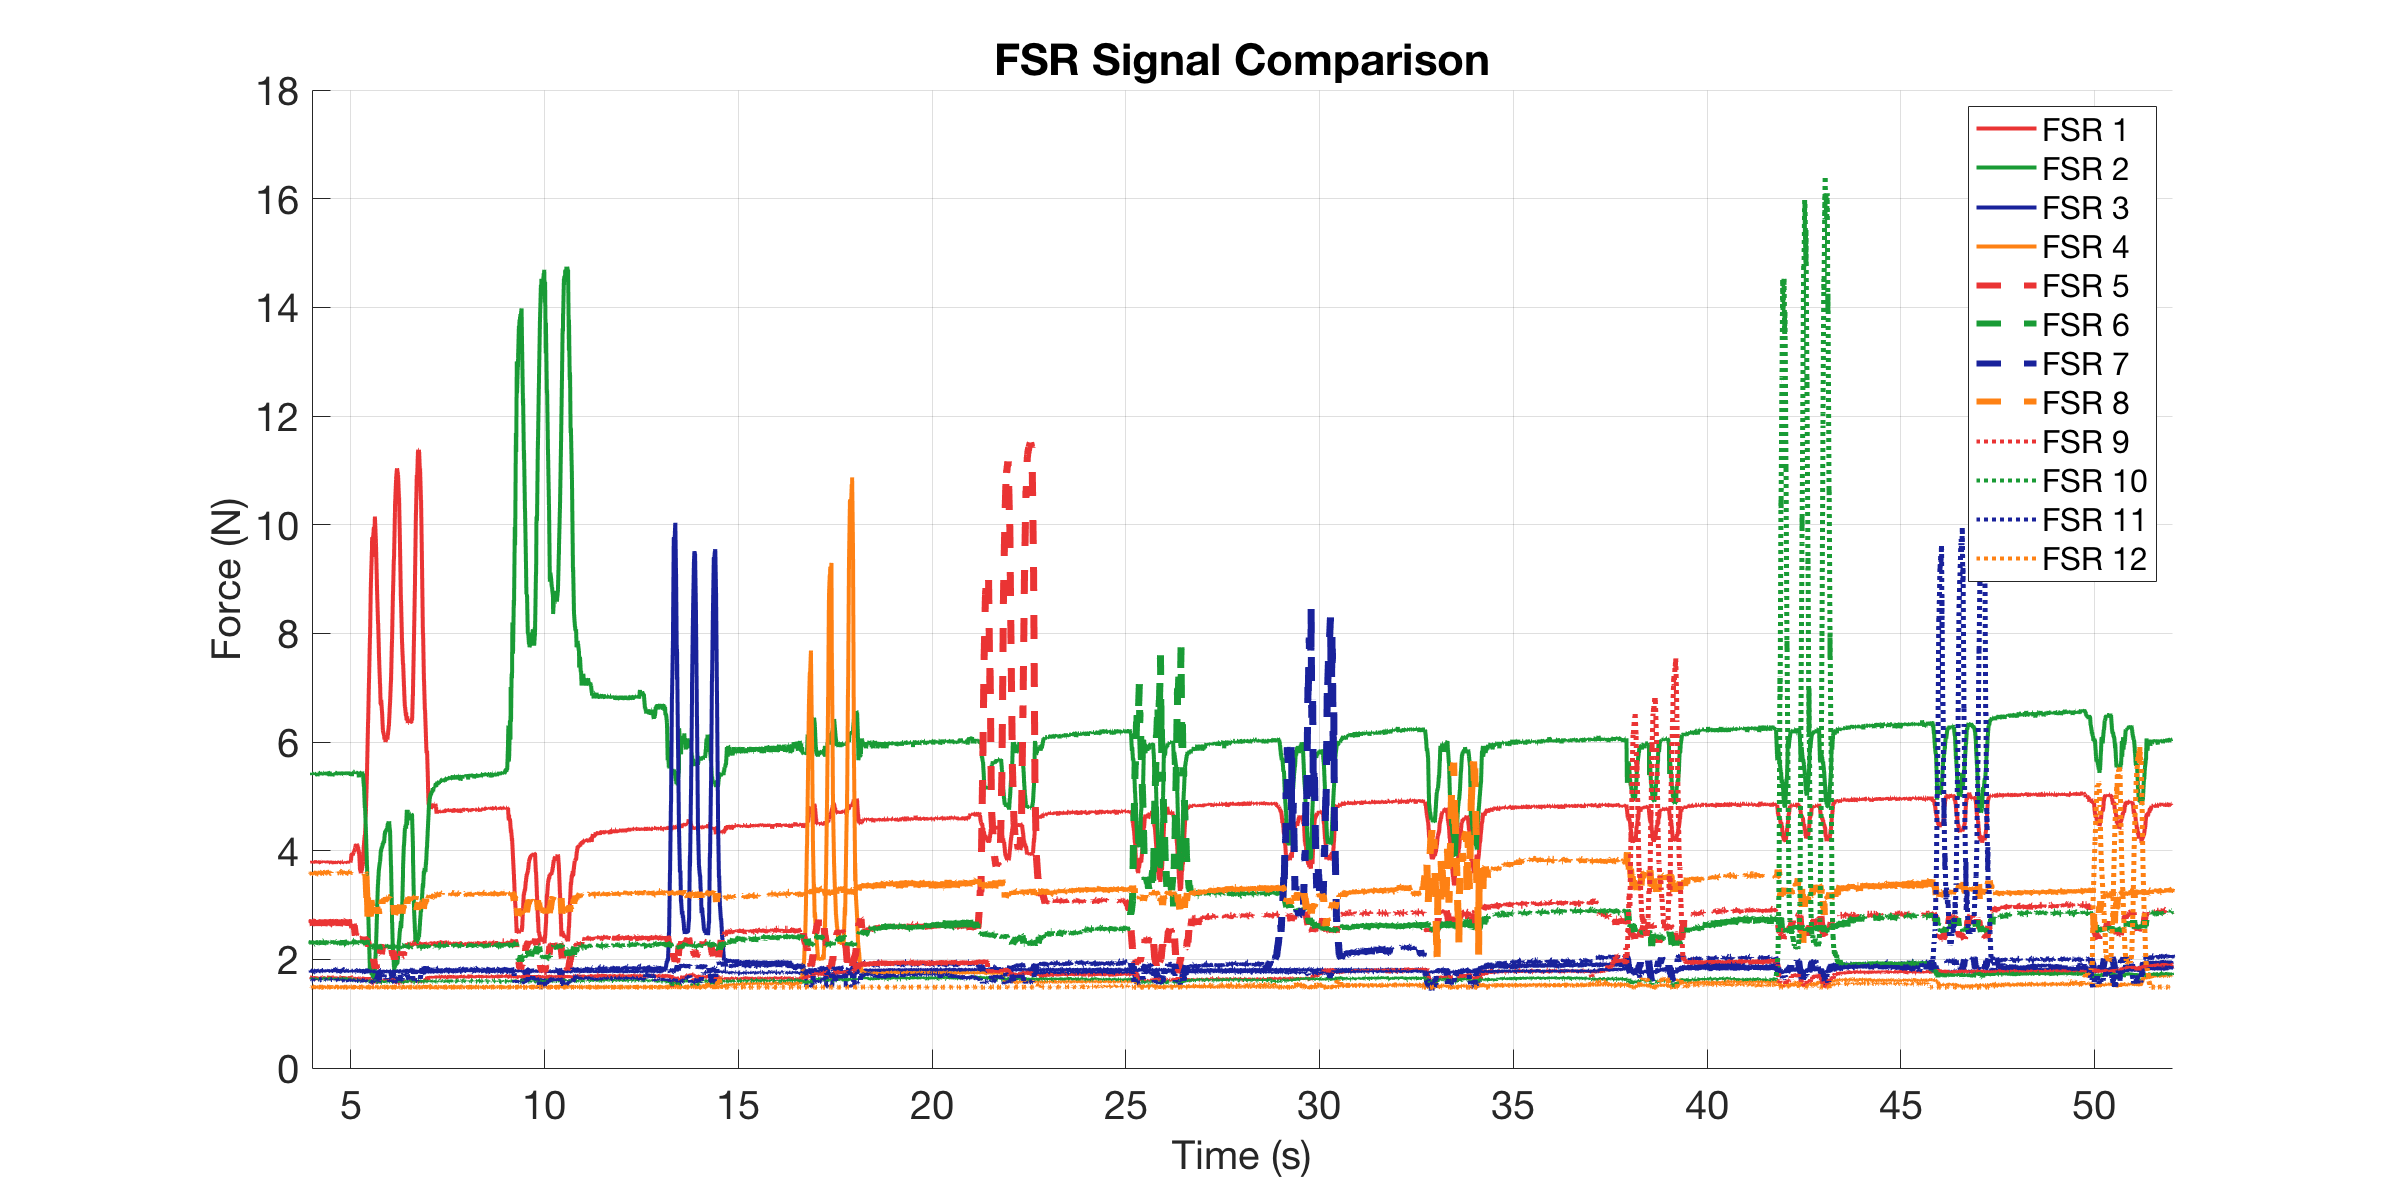 FSR Signal Comparison
18
16
14
12
10
8
6
4
2
0
Force (N)
FSR 1
FSR 2
FSR 3
FSR 4
FSR 5
FSR 6
FSR 7
FSR 8
FSR 9
FSR 10
FSR 11
FSR 12
5 10 15 20 25 30 35 40 45 50
Time (s)